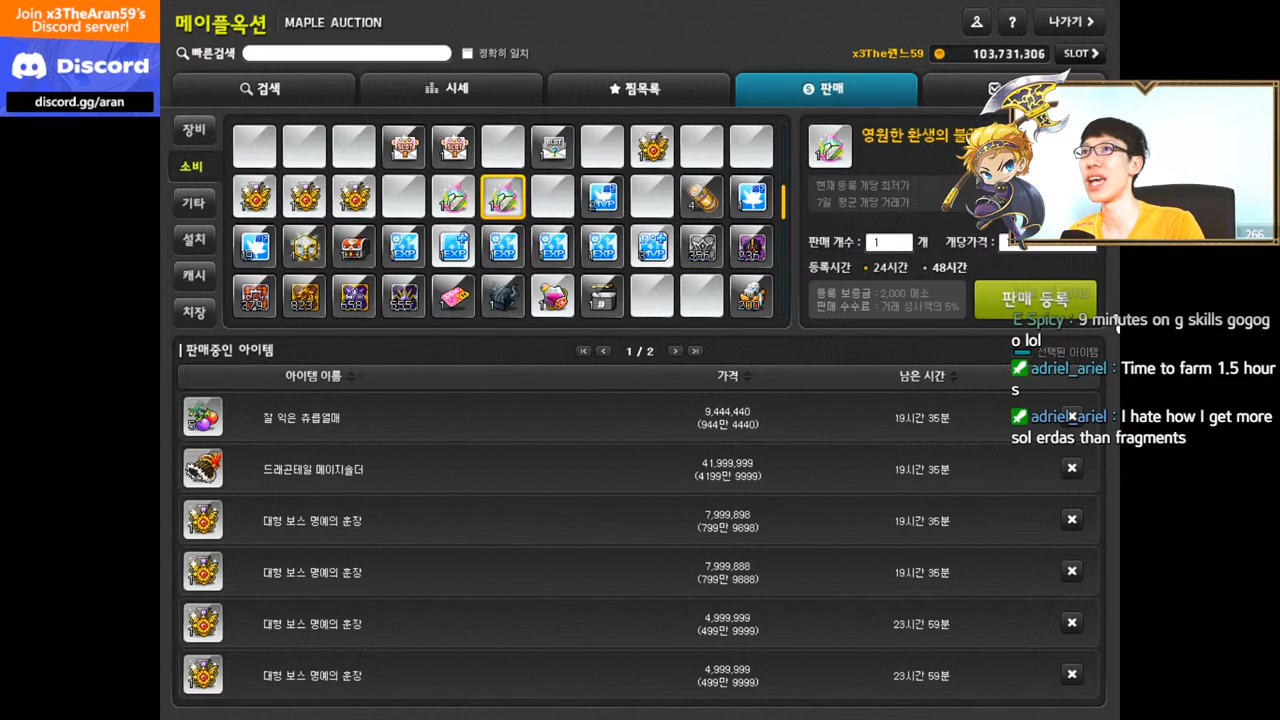 Join x3TheAran59's
Discord server!
Discord
discord.gg/aran
메이플옥션 MAPLE AUCTION
? 나가기 >
빠른검색 정확히 일치
x3The랜느59 103,731,306 SLOT >
검색 시세 찜목록 판매
장비
소비
기타
설치
캐시
치장
영원한 환생의 불
현재 등록 개당 최저가 :
7일 평균 개당 거래가 :
판매 개수 : 1 개 개당가격 :
등록시간 24시간 48시간
등록 보증금 : 2,000 메소
판매 수수료 : 거래 성사액의 5%
판매 등록
266
E Spicy : 9 minutes on g skills gogog
o lol
선택된 아이템
adriel_ariel : Time to farm 1.5 hour
s
adriel_ariel : I hate how I get more
sol erdas than fragments
판매중인 아이템 1 / 2
아이템 이름 가격 남은 시간
잘 익은 츄릅열매 9,444,440 (944만 4440) 19시간 35분
드래곤테일 메이지숄더 41,999,999 (4199만 9999) 19시간 35분
대형 보스 명예의 훈장 7,999,898 (799만 9898) 19시간 35분
대형 보스 명예의 훈장 7,999,888 (799만 9888) 19시간 35분
대형 보스 명예의 훈장 4,999,999 (499만 9999) 23시간 59분
대형 보스 명예의 훈장 4,999,999 (499만 9999) 23시간 59분